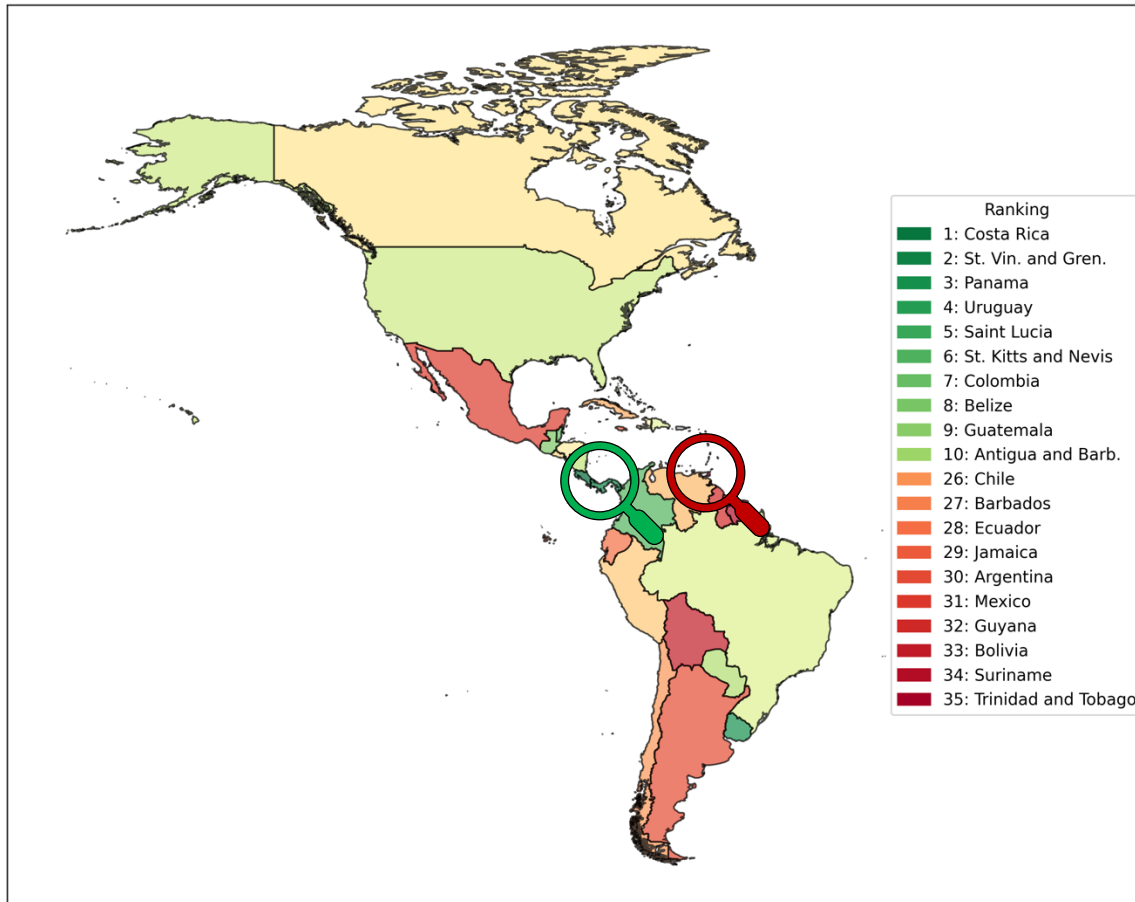 Ranking
1: Costa Rica
2: St. Vin. and Gren.
3: Panama
4: Uruguay
5: Saint Lucia
6: St. Kitts and Nevis
7: Colombia
8: Belize
9: Guatemala
10: Antigua and Barb.
26: Chile
27: Barbados
28: Ecuador
29: Jamaica
30: Argentina
31: Mexico
32: Guyana
33: Bolivia
34: Suriname
35: Trinidad and Tobago